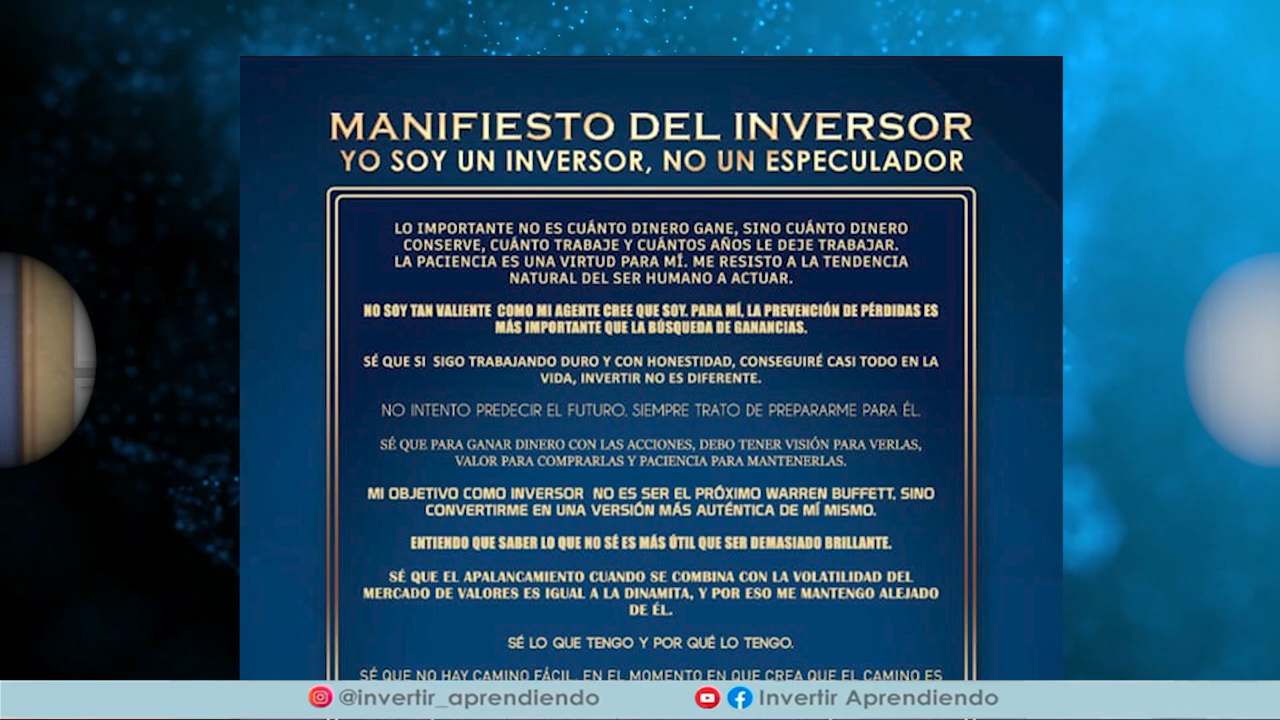 MANIFIESTO DEL INVERSOR
YO SOY UN INVERSOR, NO UN ESPECULADOR
LO IMPORTANTE NO ES CUÁNTO DINERO GANE, SINO CUÁNTO DINERO
CONSERVE, CUÁNTO TRABAJE Y CUÁNTOS AÑOS LE DEJE TRABAJAR.
LA PACIENCIA ES UNA VIRTUD PARA MÍ. ME RESISTO A LA TENDENCIA
NATURAL DEL SER HUMANO A ACTUAR.
NO SOY TAN VALIENTE COMO MI AGENTE CREE QUE SOY. PARA MÍ, LA PREVENCIÓN DE PÉRDIDAS ES
MÁS IMPORTANTE QUE LA BÚSQUEDA DE GANANCIAS.
SÉ QUE SI SIGO TRABAJANDO DURO Y CON HONESTIDAD, CONSEGUIRÉ CASI TODO EN LA
VIDA, INVERTIR NO ES DIFERENTE.
NO INTENTO PREDECIR EL FUTURO. SIEMPRE TRATO DE PREPARARME PARA ÉL.
SÉ QUE PARA GANAR DINERO CON LAS ACCIONES, DEBO TENER VISIÓN PARA VERLAS,
VALOR PARA COMPRARLAS Y PACIENCIA PARA MANTENERLAS.
MI OBJETIVO COMO INVERSOR NO ES SER EL PRÓXIMO WARREN BUFFETT, SINO
CONVERTIRME EN UNA VERSIÓN MÁS AUTÉNTICA DE MÍ MISMO.
ENTIENDO QUE SABER LO QUE NO SÉ ES MÁS ÚTIL QUE SER DEMASIADO BRILLANTE.
SÉ QUE EL APALANCAMIENTO CUANDO SE COMBINA CON LA VOLATILIDAD DEL
MERCADO DE VALORES ES IGUAL A LA DINAMITA, Y POR ESO ME MANTENGO ALEJADO
DE ÉL.
SÉ LO QUE TENGO Y POR QUÉ LO TENGO.
SÉ QUE NO HAY CAMINO FÁCIL. EN EL MOMENTO EN QUE CREA QUE EL CAMINO ES
@invertir_aprendiendo
Invertir Aprendiendo